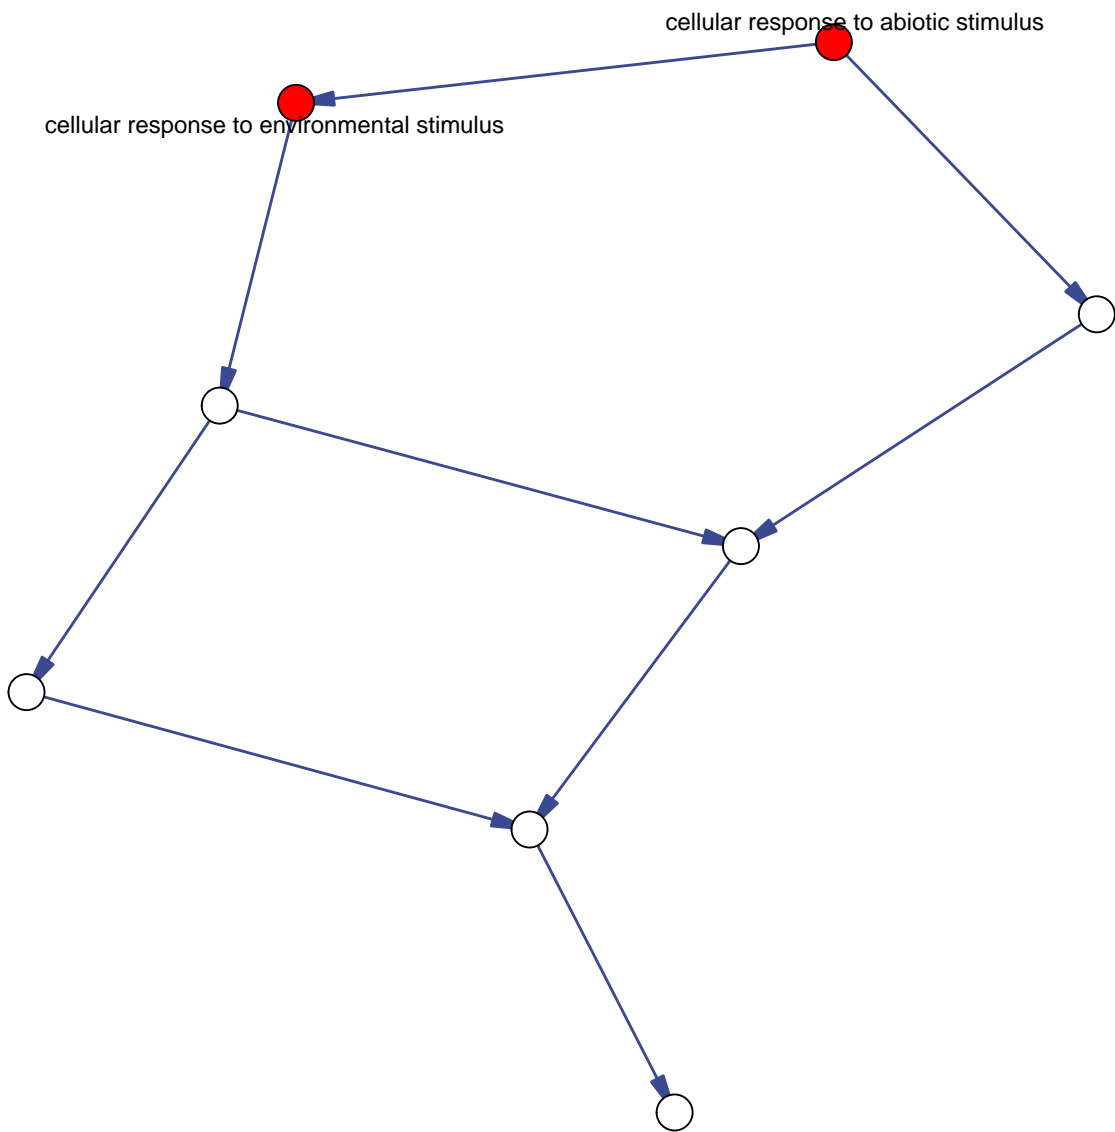 cellular response to abiotic stimulus
cellular response to environmental stimulus